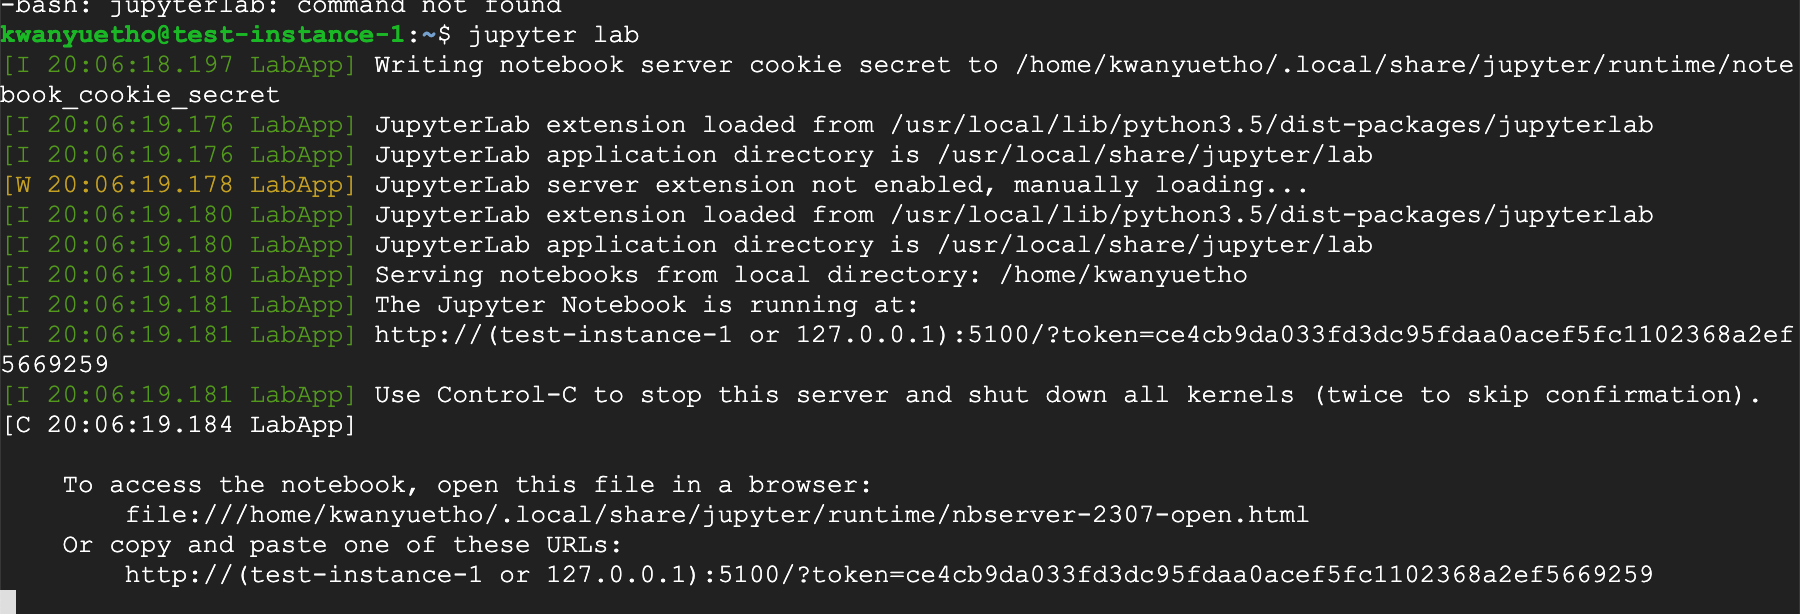 -bash: jupyterlab: command not found
kwanyuetho@test-instance-1:~$ jupyter lab
[I 20:06:18.197 LabApp] Writing notebook server cookie secret to /home/kwanyuetho/.local/share/jupyter/runtime/note
book_cookie_secret
[I 20:06:19.176 LabApp] JupyterLab extension loaded from /usr/local/lib/python3.5/dist-packages/jupyterlab
[I 20:06:19.176 LabApp] JupyterLab application directory is /usr/local/share/jupyter/lab
[W 20:06:19.178 LabApp] JupyterLab server extension not enabled, manually loading...
[I 20:06:19.180 LabApp] JupyterLab extension loaded from /usr/local/lib/python3.5/dist-packages/jupyterlab
[I 20:06:19.180 LabApp] JupyterLab application directory is /usr/local/share/jupyter/lab
[I 20:06:19.180 LabApp] Serving notebooks from local directory: /home/kwanyuetho
[I 20:06:19.181 LabApp] The Jupyter Notebook is running at:
[I 20:06:19.181 LabApp] http://(test-instance-1 or 127.0.0.1):5100/?token=ce4cb9da033fd3dc95fdaa0acef5fc1102368a2ef
5669259
[I 20:06:19.181 LabApp] Use Control-C to stop this server and shut down all kernels (twice to skip confirmation).
[C 20:06:19.184 LabApp]
To access the notebook, open this file in a browser:
file:///home/kwanyuetho/.local/share/jupyter/runtime/nbserver-2307-open.html
Or copy and paste one of these URLs:
http://(test-instance-1 or 127.0.0.1):5100/?token=ce4cb9da033fd3dc95fdaa0acef5fc1102368a2ef5669259